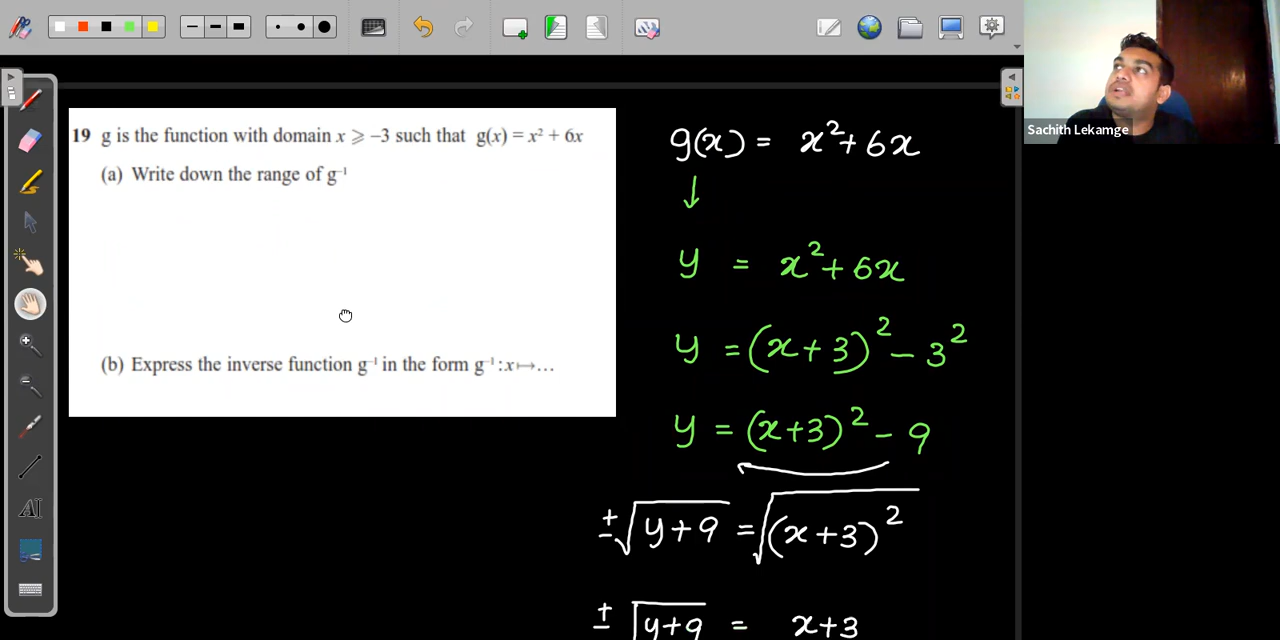 19 g is the function with domain x ⩾ −3 such that g(x) = x² + 6x
(a) Write down the range of g⁻¹
(b) Express the inverse function g⁻¹ in the form g⁻¹ : x ↦ …
g(x) = x² + 6x
↓
y = x² + 6x
y = (x + 3)² − 3²
y = (x+3)² − 9
±√(y+9) = √(x+3)²
±√(y+9) = x+3
Sachith Lekamge
AI